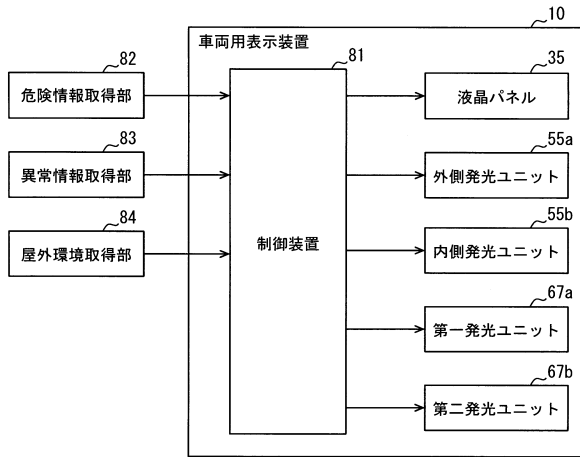 10
車両用表示装置
82
危険情報取得部
83
異常情報取得部
84
屋外環境取得部
81
制御装置
35
液晶パネル
55a
外側発光ユニット
55b
内側発光ユニット
67a
第一発光ユニット
67b
第二発光ユニット